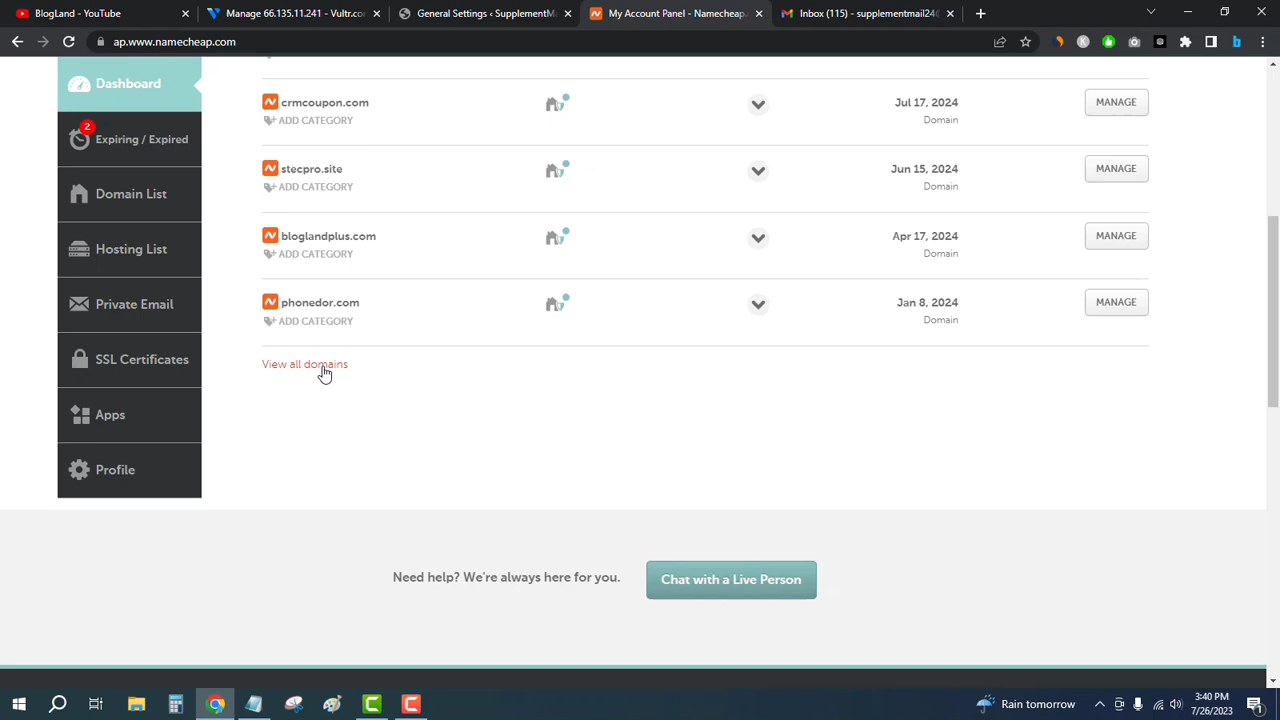 BlogLand - YouTube
Manage 66.135.11.241 - Vultr.co
General Settings ‹ SupplementM
My Account Panel - Namecheap.
Inbox (115) - supplementmail24
ap.www.namecheap.com
Dashboard
2
Expiring / Expired
Domain List
Hosting List
Private Email
SSL Certificates
Apps
Profile
crmcoupon.com
ADD CATEGORY
Jul 17, 2024
Domain
MANAGE
stecpro.site
ADD CATEGORY
Jun 15, 2024
Domain
MANAGE
bloglandplus.com
ADD CATEGORY
Apr 17, 2024
Domain
MANAGE
phonedor.com
ADD CATEGORY
Jan 8, 2024
Domain
MANAGE
View all domains
Need help? We're always here for you.
Chat with a Live Person
Rain tomorrow
3:40 PM
7/26/2023